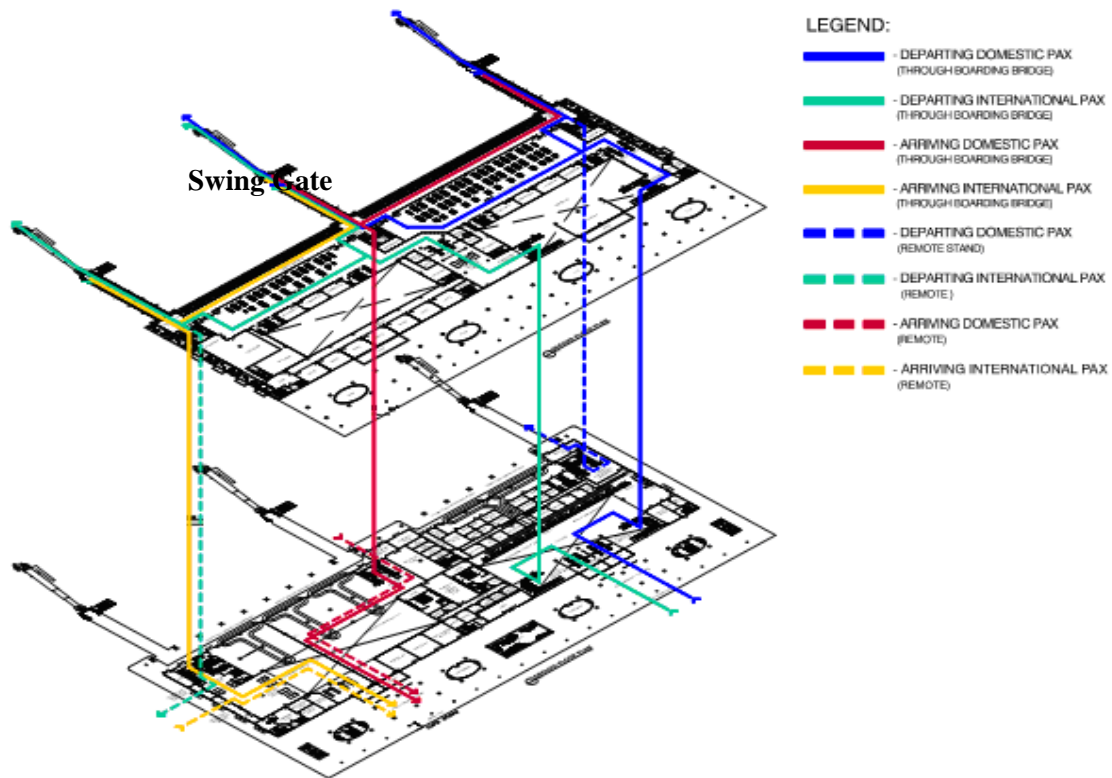 LEGEND:
- DEPARTING DOMESTIC PAX
(THROUGH BOARDING BRIDGE)
- DEPARTING INTERNATIONAL PAX
(THROUGH BOARDING BRIDGE)
- ARRIVING DOMESTIC PAX
(THROUGH BOARDING BRIDGE)
- ARRIVING INTERNATIONAL PAX
(THROUGH BOARDING BRIDGE)
- DEPARTING DOMESTIC PAX
(REMOTE STAND)
- DEPARTING INTERNATIONAL PAX
(REMOTE )
- ARRIVING DOMESTIC PAX
(REMOTE)
- ARRIVING INTERNATIONAL PAX
(REMOTE)
Swing Gate